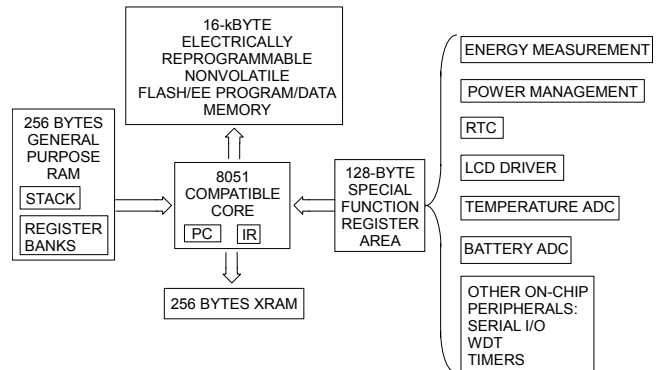 16-kBYTE
ELECTRICALLY
REPROGRAMMABLE
NONVOLATILE
FLASH/EE PROGRAM/DATA
MEMORY
256 BYTES
GENERAL
PURPOSE
RAM
STACK
REGISTER
BANKS
8051
COMPATIBLE
CORE
PC IR
256 BYTES XRAM
128-BYTE
SPECIAL
FUNCTION
REGISTER
AREA
ENERGY MEASUREMENT
POWER MANAGEMENT
RTC
LCD DRIVER
TEMPERATURE ADC
BATTERY ADC
OTHER ON-CHIP
PERIPHERALS:
SERIAL I/O
WDT
TIMERS